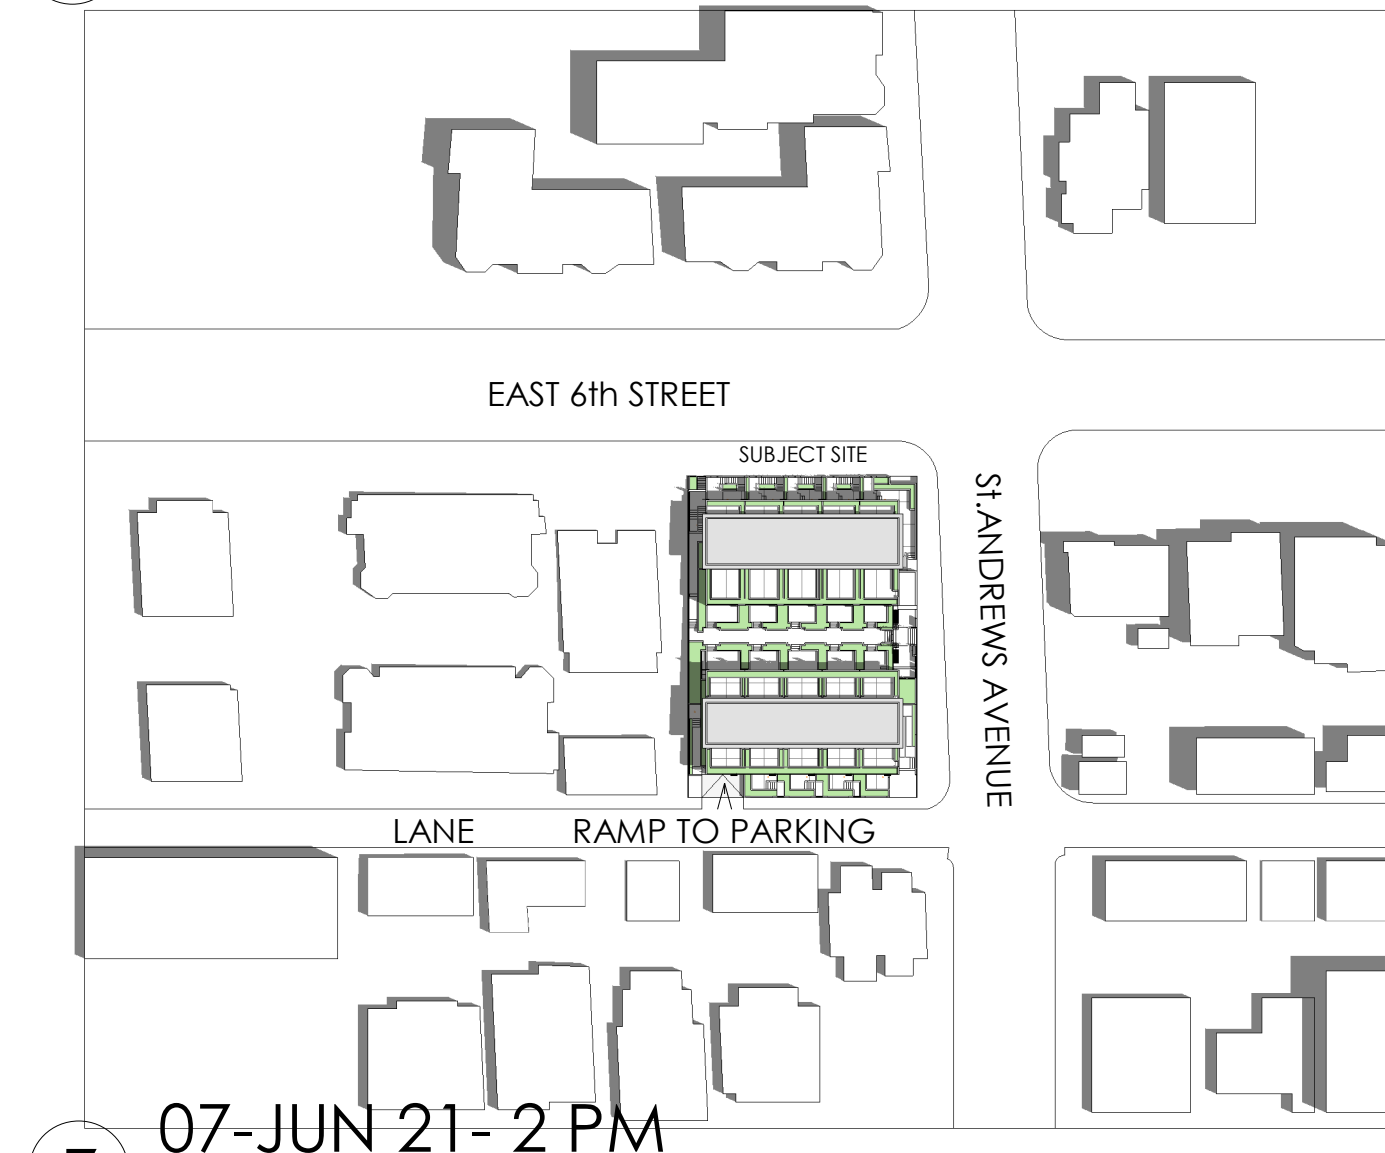 EAST 6th STREET
SUBJECT SITE
St.ANDREWS AVENUE
LANE
RAMP TO PARKING
07-JUN 21- 2 PM